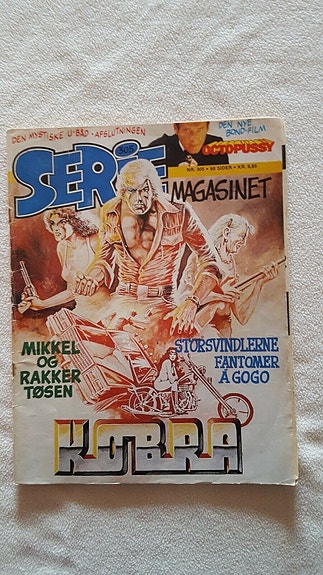 DEN MYSTISKE U-BÅD - AFSLUTNINGEN
DEN NYE
BOND-FILM
OCTOPUSSY
SERIE
305
NR. 305 • 68 SIDER • KR. 9,85
MAGASINET
MIKKEL
OG
RAKKER
TØSEN
STORSVINDLERNE
FANTOMER
Å GOGO
KOBRA